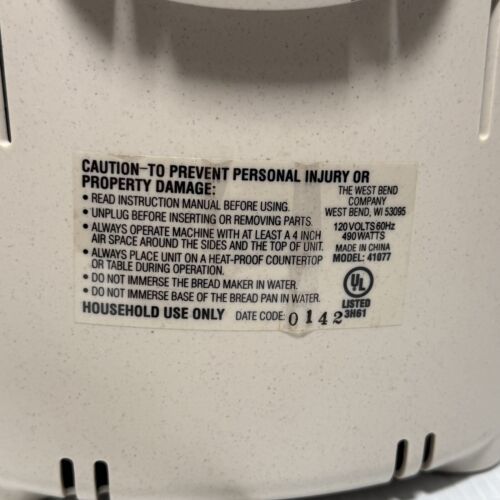 CAUTION–TO PREVENT PERSONAL INJURY OR
PROPERTY DAMAGE:
• READ INSTRUCTION MANUAL BEFORE USING.
• UNPLUG BEFORE INSERTING OR REMOVING PARTS.
• ALWAYS OPERATE MACHINE WITH AT LEAST A 4 INCH
AIR SPACE AROUND THE SIDES AND THE TOP OF UNIT.
• ALWAYS PLACE UNIT ON A HEAT-PROOF COUNTERTOP
OR TABLE DURING OPERATION.
• DO NOT IMMERSE THE BREAD MAKER IN WATER.
• DO NOT IMMERSE BASE OF THE BREAD PAN IN WATER.
HOUSEHOLD USE ONLY DATE CODE: 0142
THE WEST BEND
COMPANY
WEST BEND, WI 53095
120VOLTS 60Hz
490WATTS
MADE IN CHINA
MODEL: 41077
UL
LISTED
3H61